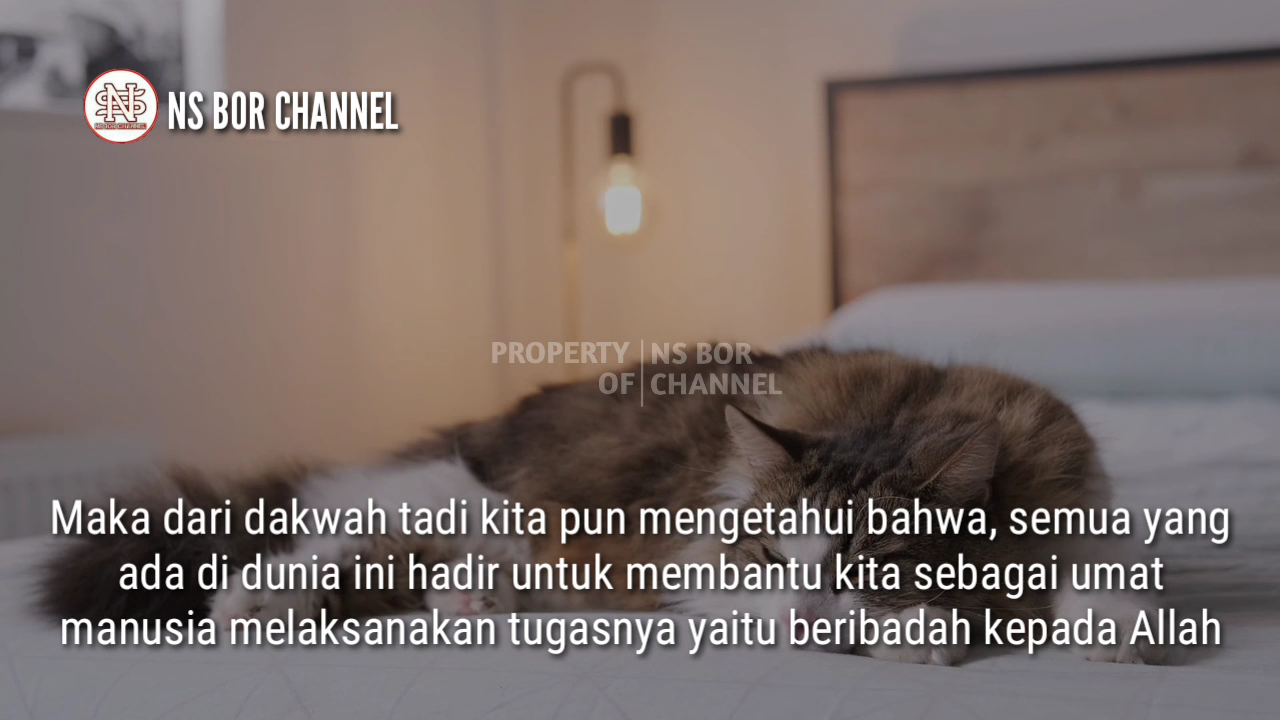 NS BOR CHANNEL
PROPERTY NS BOR
OF CHANNEL
Maka dari dakwah tadi kita pun mengetahui bahwa, semua yang
ada di dunia ini hadir untuk membantu kita sebagai umat
manusia melaksanakan tugasnya yaitu beribadah kepada Allah